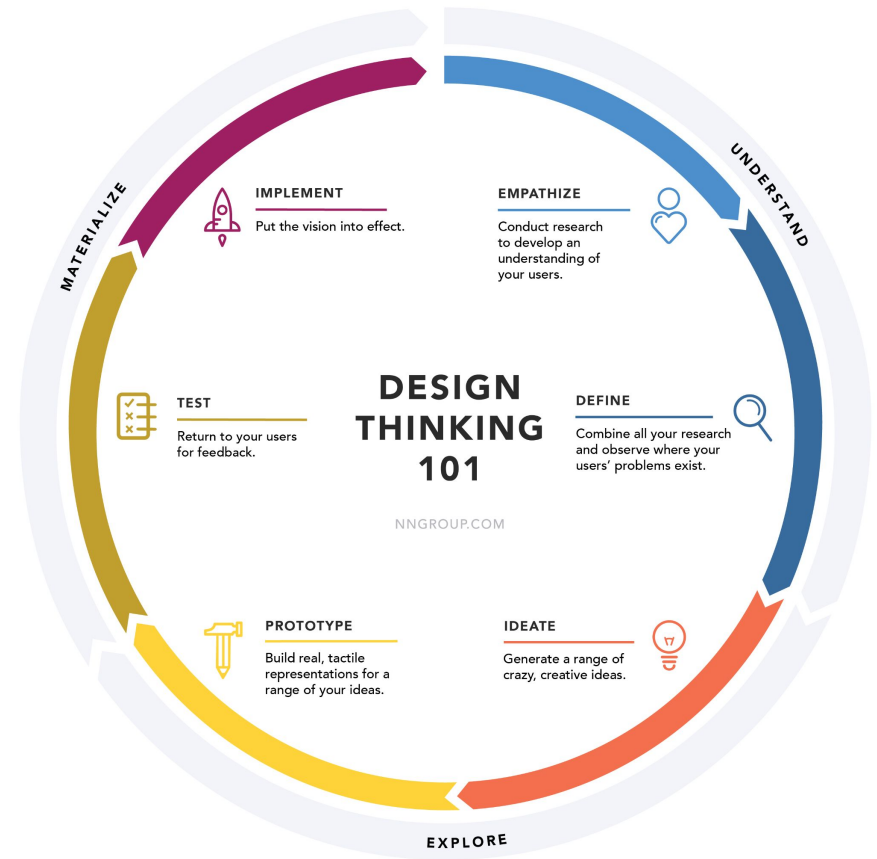 DESIGN
THINKING
101
NNGROUP.COM
UNDERSTAND
EMPATHIZE
Conduct research
to develop an
understanding of
your users.
DEFINE
Combine all your research
and observe where your
users’ problems exist.
EXPLORE
IDEATE
Generate a range of
crazy, creative ideas.
PROTOTYPE
Build real, tactile
representations for a
range of your ideas.
MATERIALIZE
TEST
Return to your users
for feedback.
IMPLEMENT
Put the vision into effect.